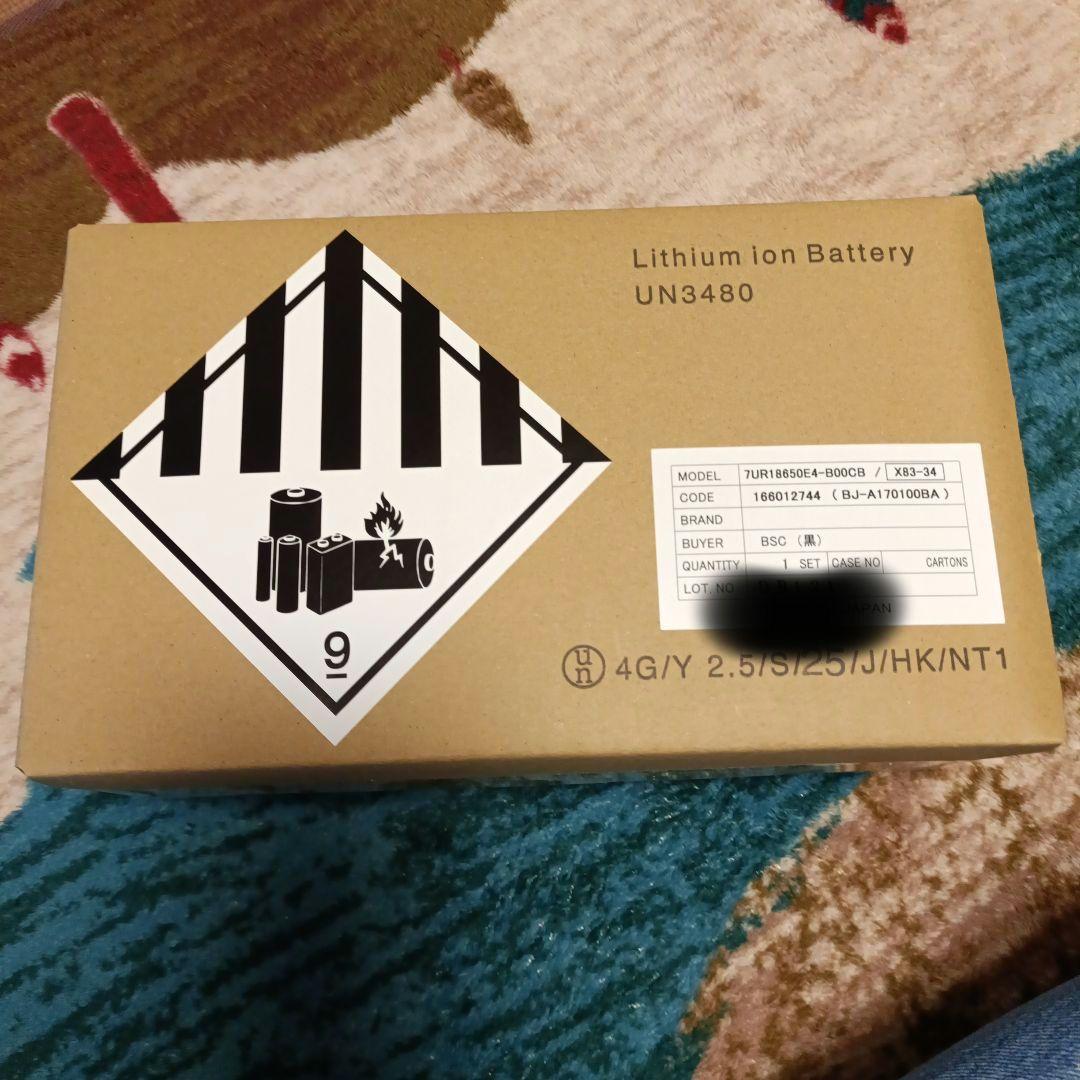 Lithium ion Battery
UN3480
MODEL 7UR18650E4-B00CB / X83-34
CODE 166012744 ( BJ-A170100BA )
BRAND
BUYER BSC (黒)
QUANTITY 1 SET CASE NO CARTONS
LOT. NO
JAPAN
un 4G/Y 2.5/S/25/J/HK/NT1
9